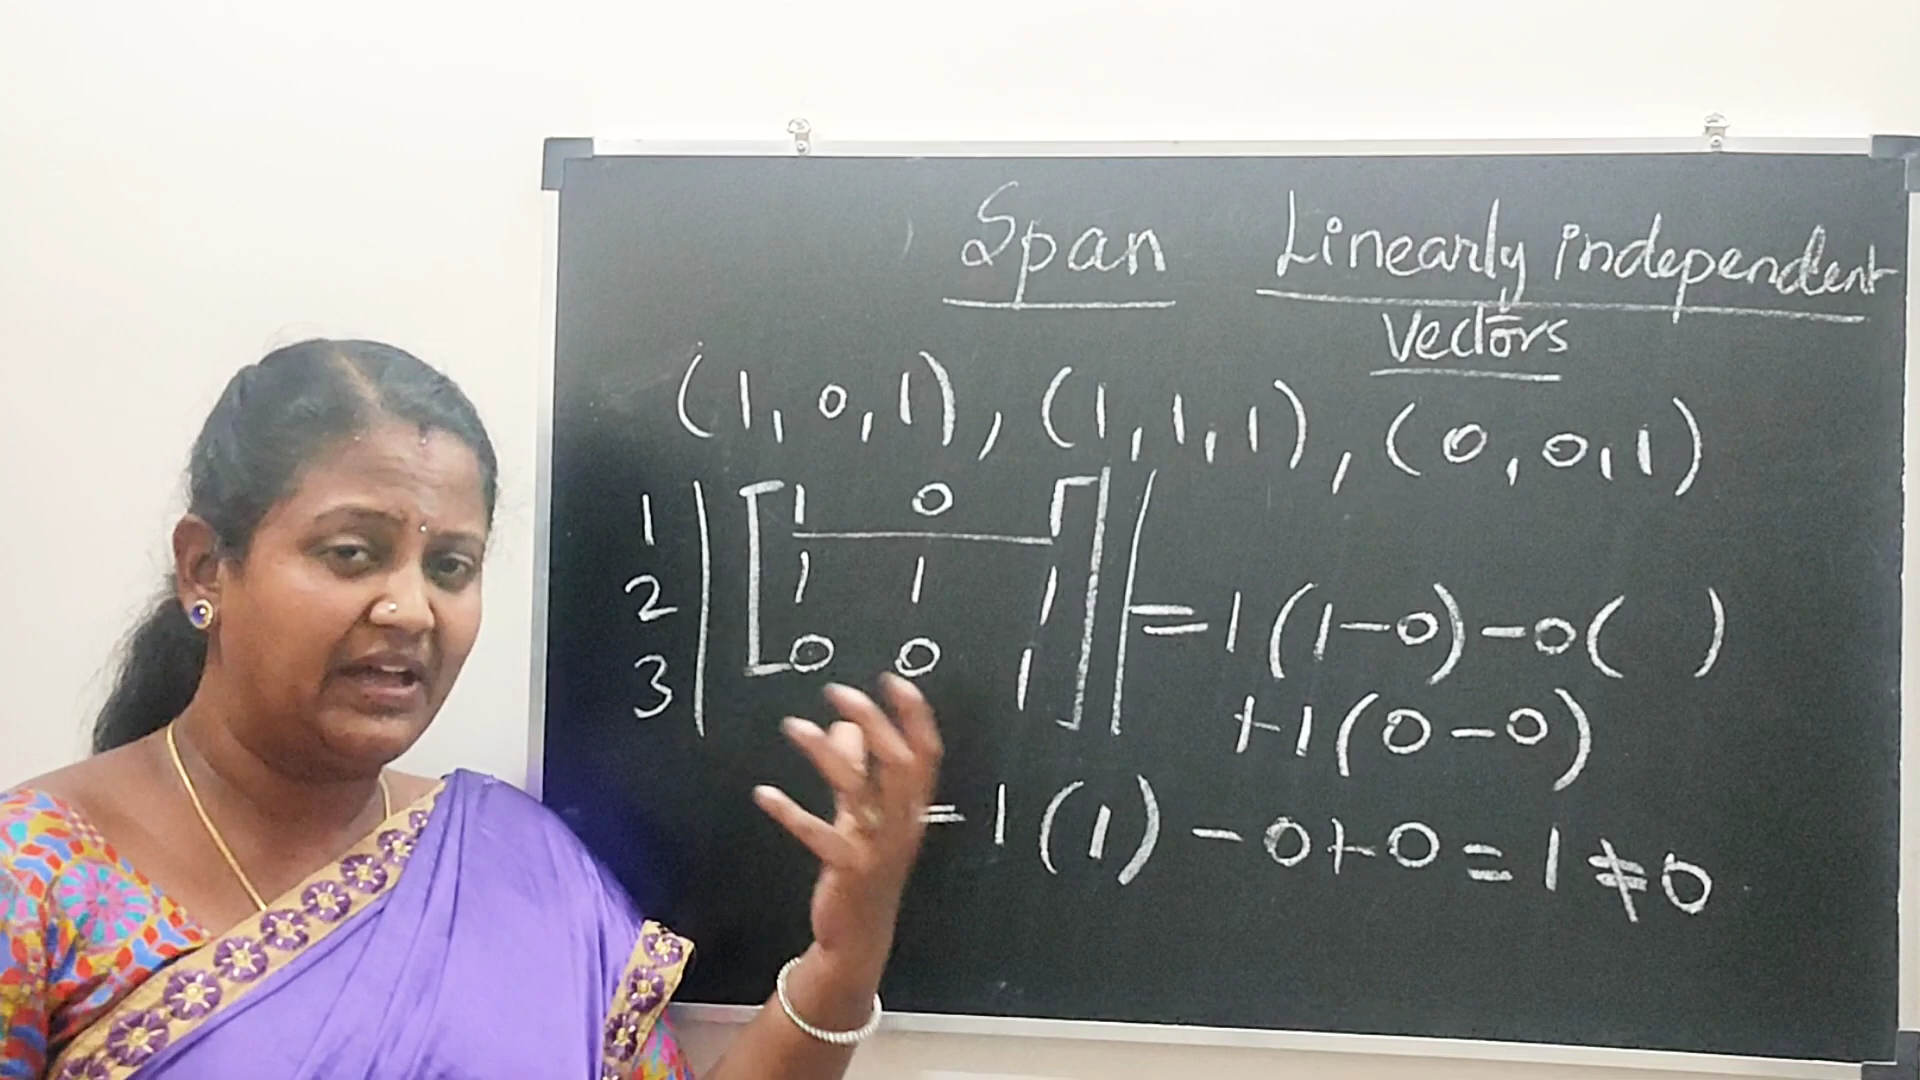 Span Linearly independent
vectors
(1, 0, 1), (1, 1, 1), (0, 0, 1)
1 1 0 1
2 1 1 1 = 1(1-0)-0( )
3 0 0 1 +1(0-0)
= 1(1) - 0+0 = 1 ≠ 0